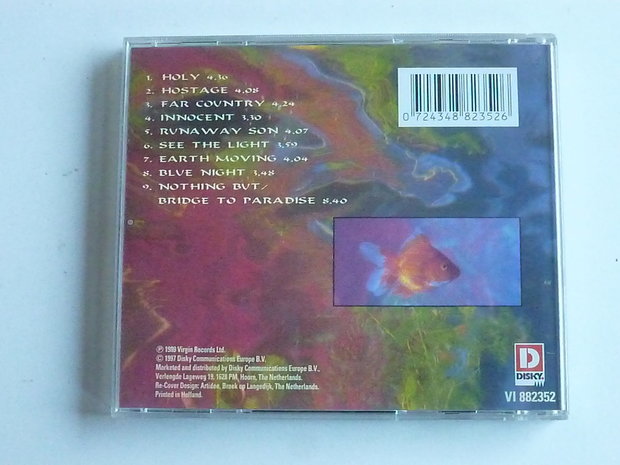 1. HOLY 4.36
2. HOSTAGE 4.08
3. FAR COUNTRY 4.24
4. INNOCENT 3.30
5. RUNAWAY SON 4.07
6. SEE THE LIGHT 3.59
7. EARTH MOVING 4.04
8. BLUE NIGHT 3.48
9. NOTHING BUT/
BRIDGE TO PARADISE 8.40
0 724348 823526
℗ 1989 Virgin Records Ltd.
© 1997 Disky Communications Europe B.V.
Marketed and distributed by Disky Communications Europe B.V.,
Verlengde Lageweg 19, 1628 PM, Hoorn, The Netherlands.
Re-Cover Design: Artidee, Broek op Langedijk, The Netherlands.
Printed in Holland.
D
DISKY
VI 882352